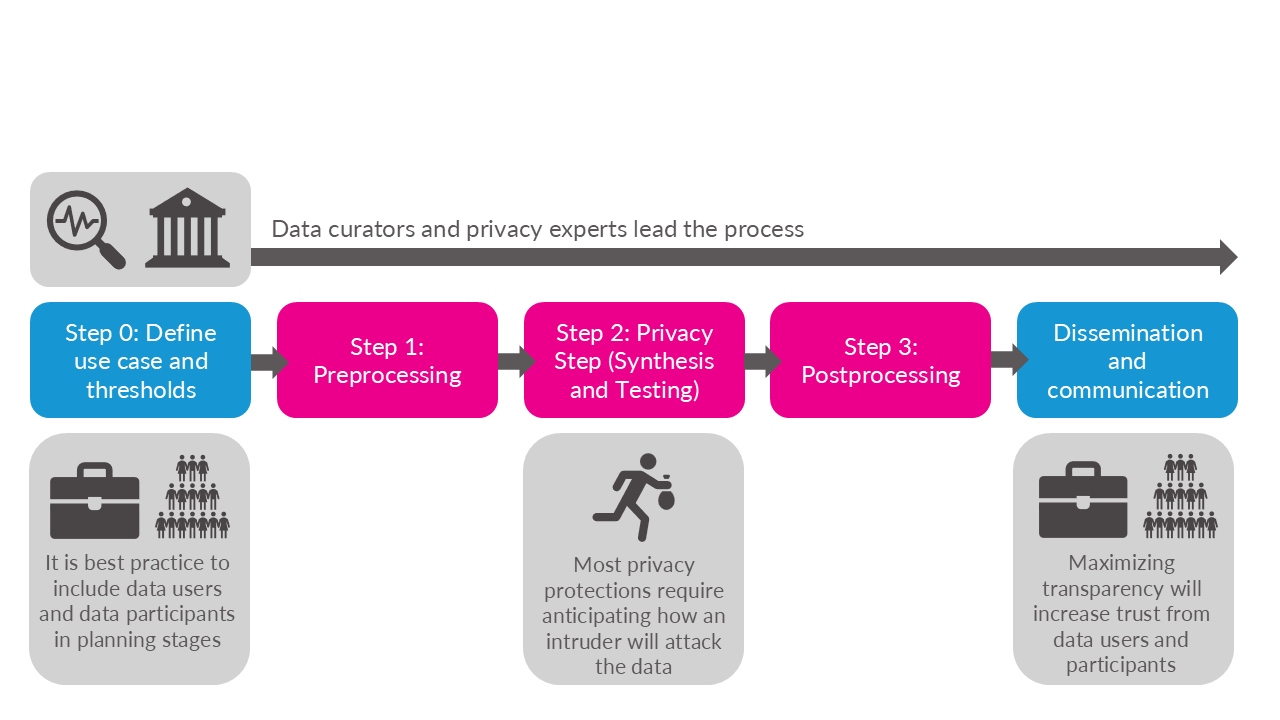 Data curators and privacy experts lead the process
Step 0: Define
use case and
thresholds
Step 1:
Preprocessing
Step 2: Privacy
Step (Synthesis
and Testing)
Step 3:
Postprocessing
Dissemination
and
communication
It is best practice to
include data users
and data participants
in planning stages
Most privacy
protections require
anticipating how an
intruder will attack
the data
Maximizing
transparency will
increase trust from
data users and
participants